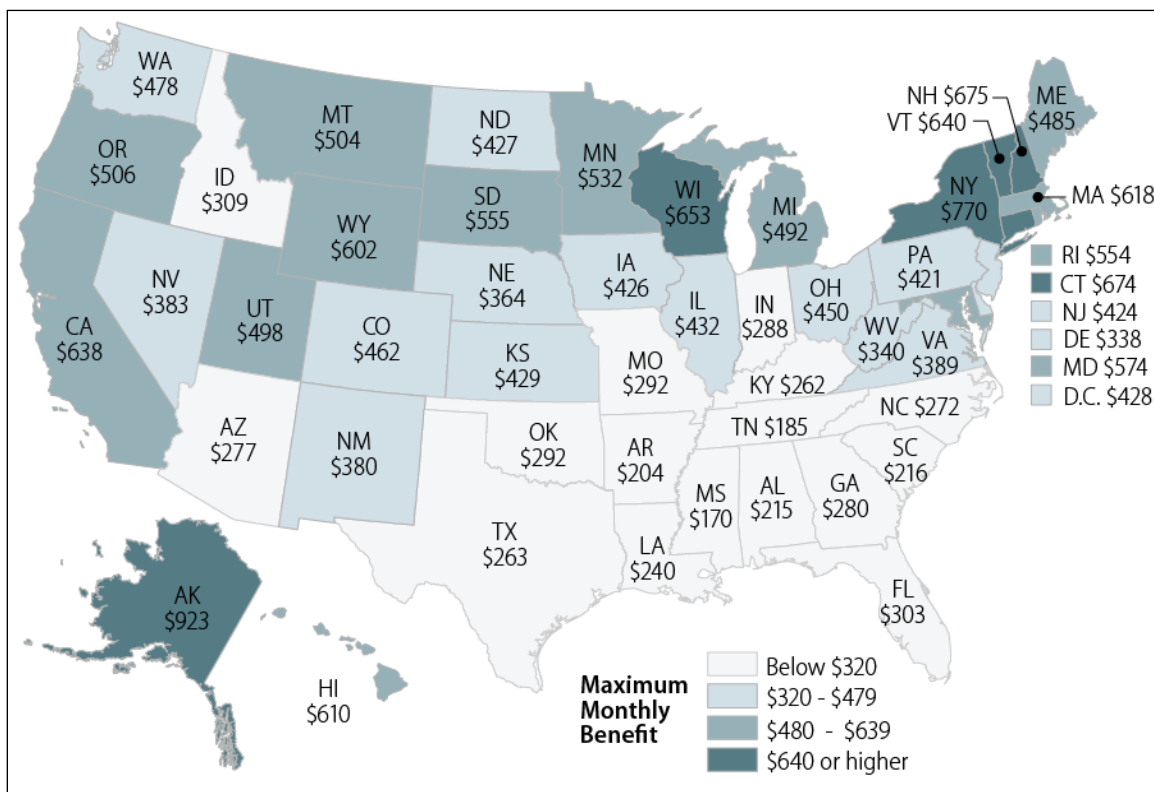 WA
$478
MT
$504
ND
$427
MN
$532
NH $675
VT $640
ME
$485
OR
$506
ID
$309
SD
$555
WI
$653
MI
$492
NY
$770
MA $618
WY
$602
RI $554
CT $674
NJ $424
DE $338
MD $574
D.C. $428
NV
$383
UT
$498
CO
$462
NE
$364
IA
$426
IL
$432
IN
$288
OH
$450
PA
$421
WV
$340
VA
$389
CA
$638
KS
$429
MO
$292
KY $262
NC $272
TN $185
AZ
$277
NM
$380
OK
$292
AR
$204
SC
$216
MS
$170
AL
$215
GA
$280
TX
$263
LA
$240
FL
$303
AK
$923
HI
$610
Maximum
Monthly
Benefit
Below $320
$320 - $479
$480 - $639
$640 or higher